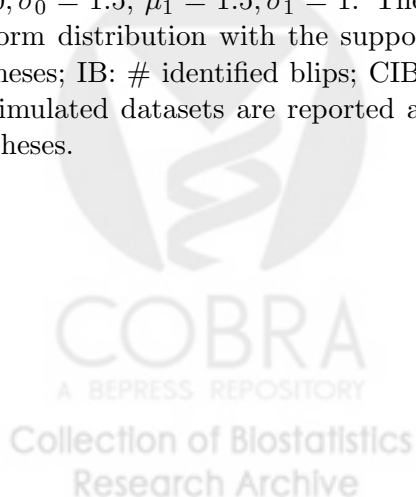 σ0 = 1.5, μ1 = 1.5, σ1 = 1. The
orm distribution with the suppo
heses; IB: # identified blips; CIB
imulated datasets are reported a
heses.
COBRA
A BEPRESS REPOSITORY
Collection of Biostatistics
Research Archive